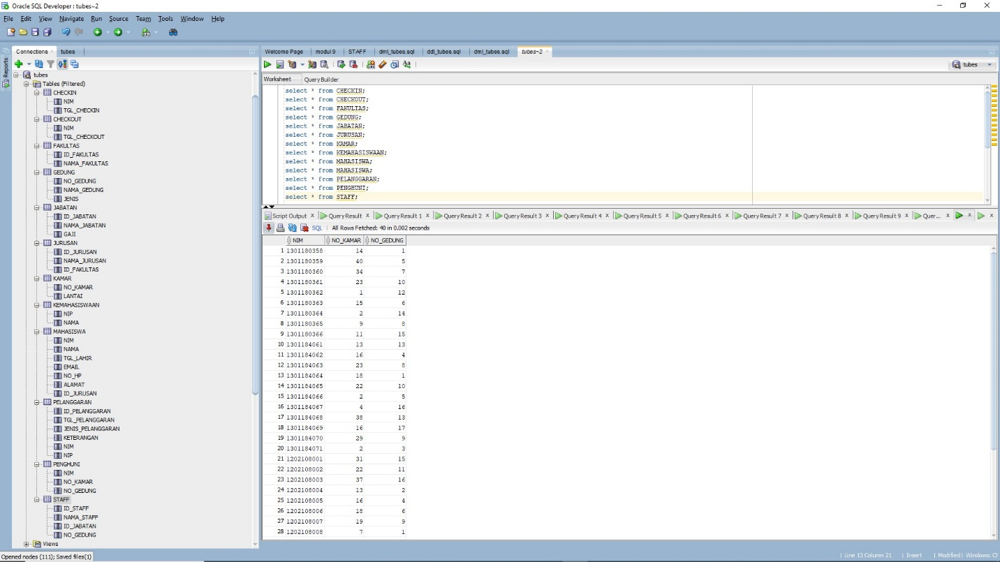 Oracle SQL Developer : tubes~2
File Edit View Navigate Run Source Team Tools Window Help
Connections tubes
Reports
tubes
Tables (Filtered)
CHECKIN
NIM
TGL_CHECKIN
CHECKOUT
NIM
TGL_CHECKOUT
FAKULTAS
ID_FAKULTAS
NAMA_FAKULTAS
GEDUNG
NO_GEDUNG
NAMA_GEDUNG
JENIS
JABATAN
ID_JABATAN
NAMA_JABATAN
GAJI
JURUSAN
ID_JURUSAN
NAMA_JURUSAN
ID_FAKULTAS
KAMAR
NO_KAMAR
LANTAI
KEMAHASISWAAN
NIP
NAMA
MAHASISWA
NIM
NAMA
TGL_LAHIR
EMAIL
NO_HP
ALAMAT
ID_JURUSAN
PELANGGARAN
ID_PELANGGARAN
TGL_PELANGGARAN
JENIS_PELANGGARAN
KETERANGAN
NIM
NIP
PENGHUNI
NIM
NO_KAMAR
NO_GEDUNG
STAFF
ID_STAFF
NAMA_STAFF
ID_JABATAN
NO_GEDUNG
Views
Welcome Page modul 9 STAFF dml_tubes.sql ddl_tubes.sql dml_tubes.sql tubes~2
tubes
Worksheet Query Builder
select * from CHECKIN;
select * from CHECKOUT;
select * from FAKULTAS;
select * from GEDUNG;
select * from JABATAN;
select * from JURUSAN;
select * from KAMAR;
select * from KEMAHASISWAAN;
select * from MAHASISWA;
select * from MAHASISWA;
select * from PELANGGARAN;
select * from PENGHUNI;
select * from STAFF;
Script Output x Query Result x Query Result 1 x Query Result 2 x Query Result 3 x Query Result 4 x Query Result 5 x Query Result 6 x Query Result 7 x Query Result 8 x Query Result 9 x Quer... x x x
SQL | All Rows Fetched: 40 in 0.002 seconds
NIM NO_KAMAR NO_GEDUNG
1 1301180358 14 1
2 1301180359 40 5
3 1301180360 34 7
4 1301180361 23 10
5 1301180362 1 12
6 1301180363 15 6
7 1301180364 2 14
8 1301180365 9 8
9 1301180366 11 15
10 1301184061 13 13
11 1301184062 16 4
12 1301184063 23 8
13 1301184064 18 1
14 1301184065 22 10
15 1301184066 2 5
16 1301184067 4 16
17 1301184068 38 13
18 1301184069 16 17
19 1301184070 29 9
20 1301184071 2 3
21 1202108001 31 15
22 1202108002 22 11
23 1202108003 37 16
24 1202108004 13 2
25 1202108005 16 4
26 1202108006 18 6
27 1202108007 19 9
28 1202108008 7 1
Opened nodes (111); Saved files(1)
| Line 13 Column 21 | Insert | Modified | Windows: Cl